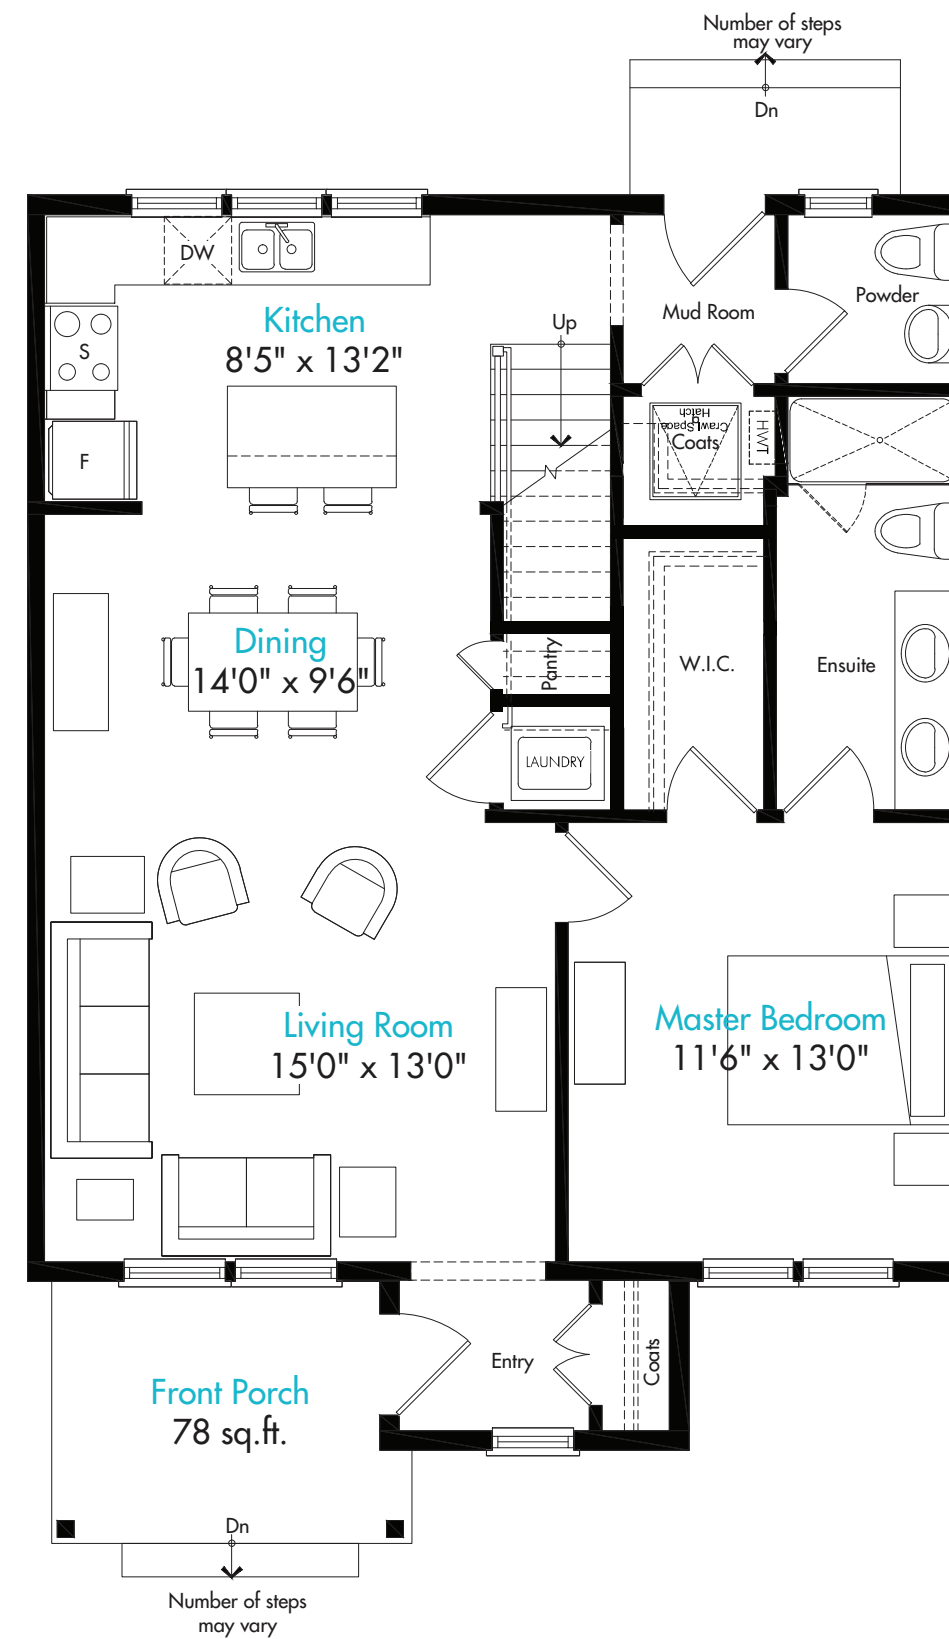 Number of steps
may vary
Dn
DW
Powder
Mud Room
Kitchen
8'5" x 13'2"
Up
S
Crawl Space
Hatch
Coats
HWT
F
Dining
14'0" x 9'6"
Pantry
W.I.C.
Ensuite
LAUNDRY
Living Room
15'0" x 13'0"
Master Bedroom
11'6" x 13'0"
Entry
Coats
Front Porch
78 sq.ft.
Dn
Number of steps
may vary